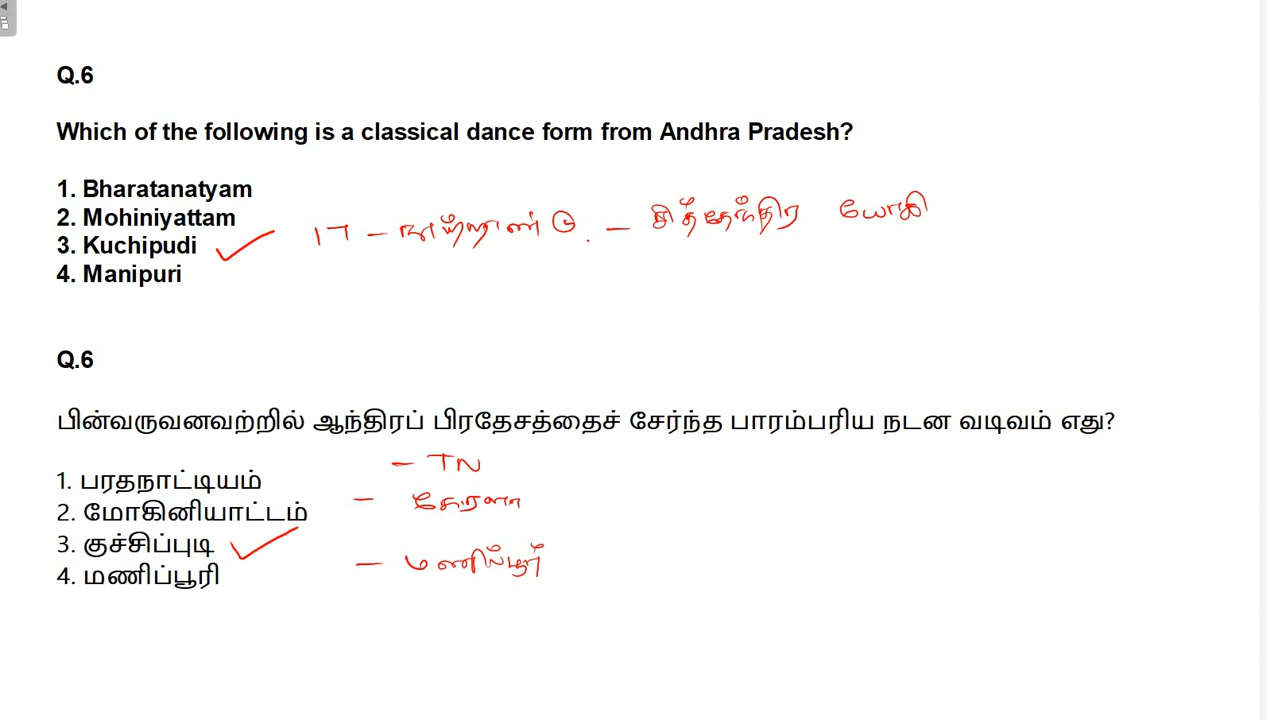 Q.6
Which of the following is a classical dance form from Andhra Pradesh?
1. Bharatanatyam
2. Mohiniyattam
3. Kuchipudi
17 – நூற்றாண்டு. – சித்தேந்திர யோகி
4. Manipuri
Q.6
பின்வருவனவற்றில் ஆந்திரப் பிரதேசத்தைச் சேர்ந்த பாரம்பரிய நடன வடிவம் எது?
1. பரதநாட்டியம் – TN
2. மோகினியாட்டம் – கேரளா
3. குச்சிப்புடி
4. மணிப்பூரி – மணிப்பூர்